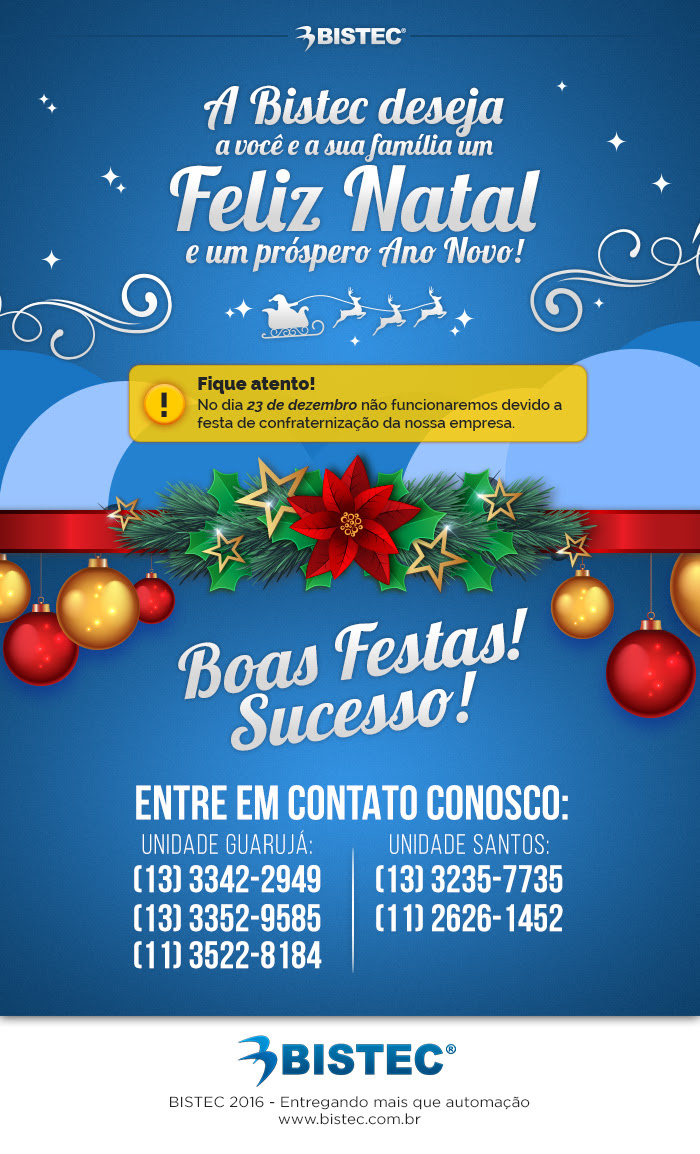 BISTEC®
A Bistec deseja
a você e a sua família um
Feliz Natal
e um próspero Ano Novo!
!
Fique atento!
No dia 23 de dezembro não funcionaremos devido a
festa de confraternização da nossa empresa.
Boas Festas!
Sucesso!
ENTRE EM CONTATO CONOSCO:
UNIDADE GUARUJÁ:
(13) 3342-2949
(13) 3352-9585
(11) 3522-8184
UNIDADE SANTOS:
(13) 3235-7735
(11) 2626-1452
BISTEC®
BISTEC 2016 - Entregando mais que automação
www.bistec.com.br